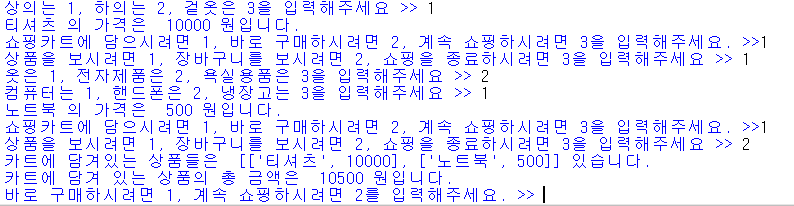 상의는 1, 하의는 2, 겉옷은 3을 입력해주세요 >> 1
티셔츠 의 가격은  10000 원입니다.
쇼핑카트에 담으시려면 1, 바로 구매하시려면 2, 계속 쇼핑하시려면 3을 입력해주세요. >>1
상품을 보시려면 1, 장바구니를 보시려면 2, 쇼핑을 종료하시려면 3을 입력해주세요 >> 1
옷은 1, 전자제품은 2, 욕실용품은 3을 입력해주세요 >> 2
컴퓨터는 1, 핸드폰은 2, 냉장고는 3을 입력해주세요 >> 1
노트북 의 가격은  500 원입니다.
쇼핑카트에 담으시려면 1, 바로 구매하시려면 2, 계속 쇼핑하시려면 3을 입력해주세요. >>1
상품을 보시려면 1, 장바구니를 보시려면 2, 쇼핑을 종료하시려면 3을 입력해주세요 >> 2
카트에 담겨있는 상품들은  [['티셔츠', 10000], ['노트북', 500]] 있습니다.
카트에 담겨 있는 상품의 총 금액은  10500 원입니다.
바로 구매하시려면 1, 계속 쇼핑하시려면 2를 입력해주세요. >>